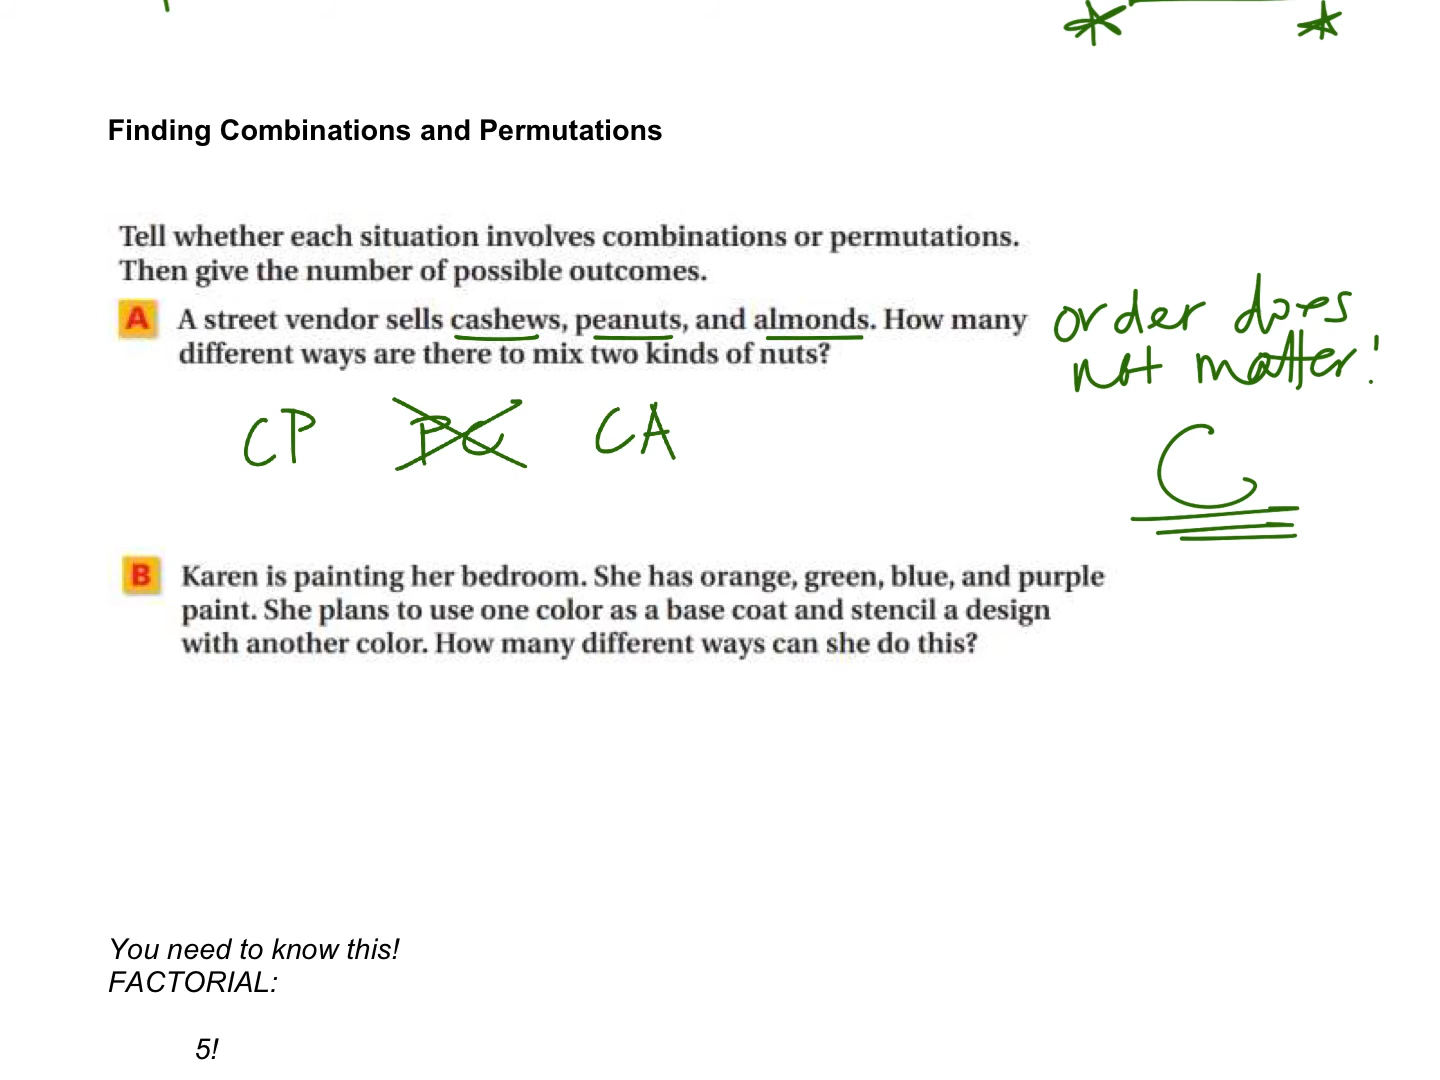 Finding Combinations and Permutations
Tell whether each situation involves combinations or permutations.
Then give the number of possible outcomes.
A A street vendor sells cashews, peanuts, and almonds. How many
different ways are there to mix two kinds of nuts?
order does
not matter!
CP PC CA
C
B Karen is painting her bedroom. She has orange, green, blue, and purple
paint. She plans to use one color as a base coat and stencil a design
with another color. How many different ways can she do this?
You need to know this!
FACTORIAL:
5!